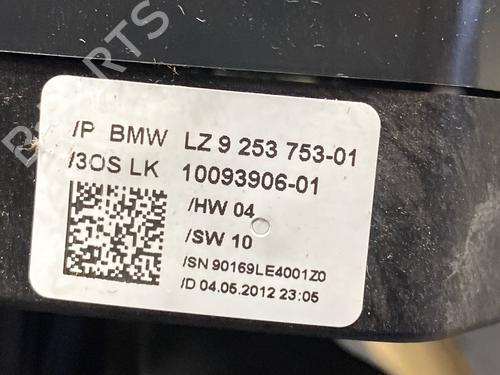 B-PARTS
/P BMW LZ 9 253 753-01
/3OS LK 10093906-01
/HW 04
/SW 10
/SN 90169LE4001Z0
/D 04.05.2012 23:05